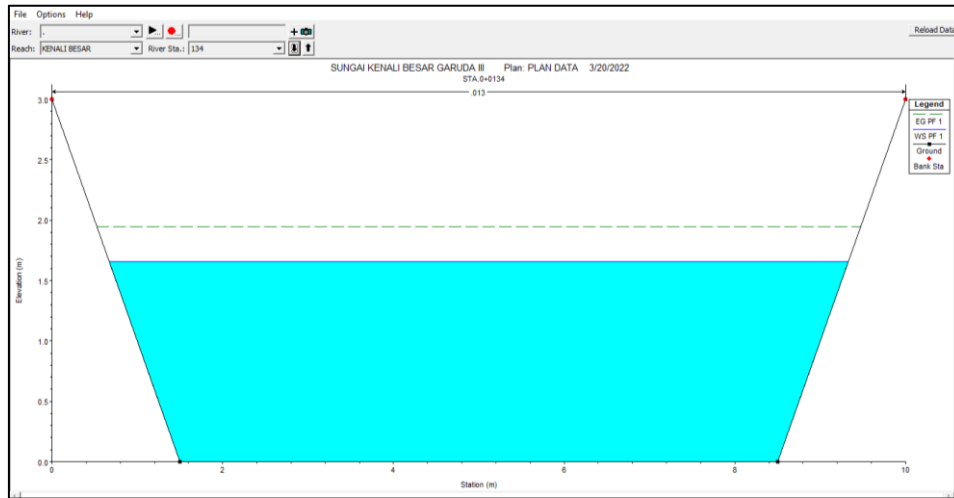 File Options Help
River: . Reload Data
Reach: KENALI BESAR River Sta.: 134
SUNGAI KENALI BESAR GARUDA III Plan: PLAN DATA 3/20/2022
STA.0+0134
.013
Legend
EG PF 1
WS PF 1
Ground
Bank Sta
3.0
2.5
2.0
1.5
1.0
0.5
0.0
Elevation (m)
0 2 4 6 8 10
Station (m)